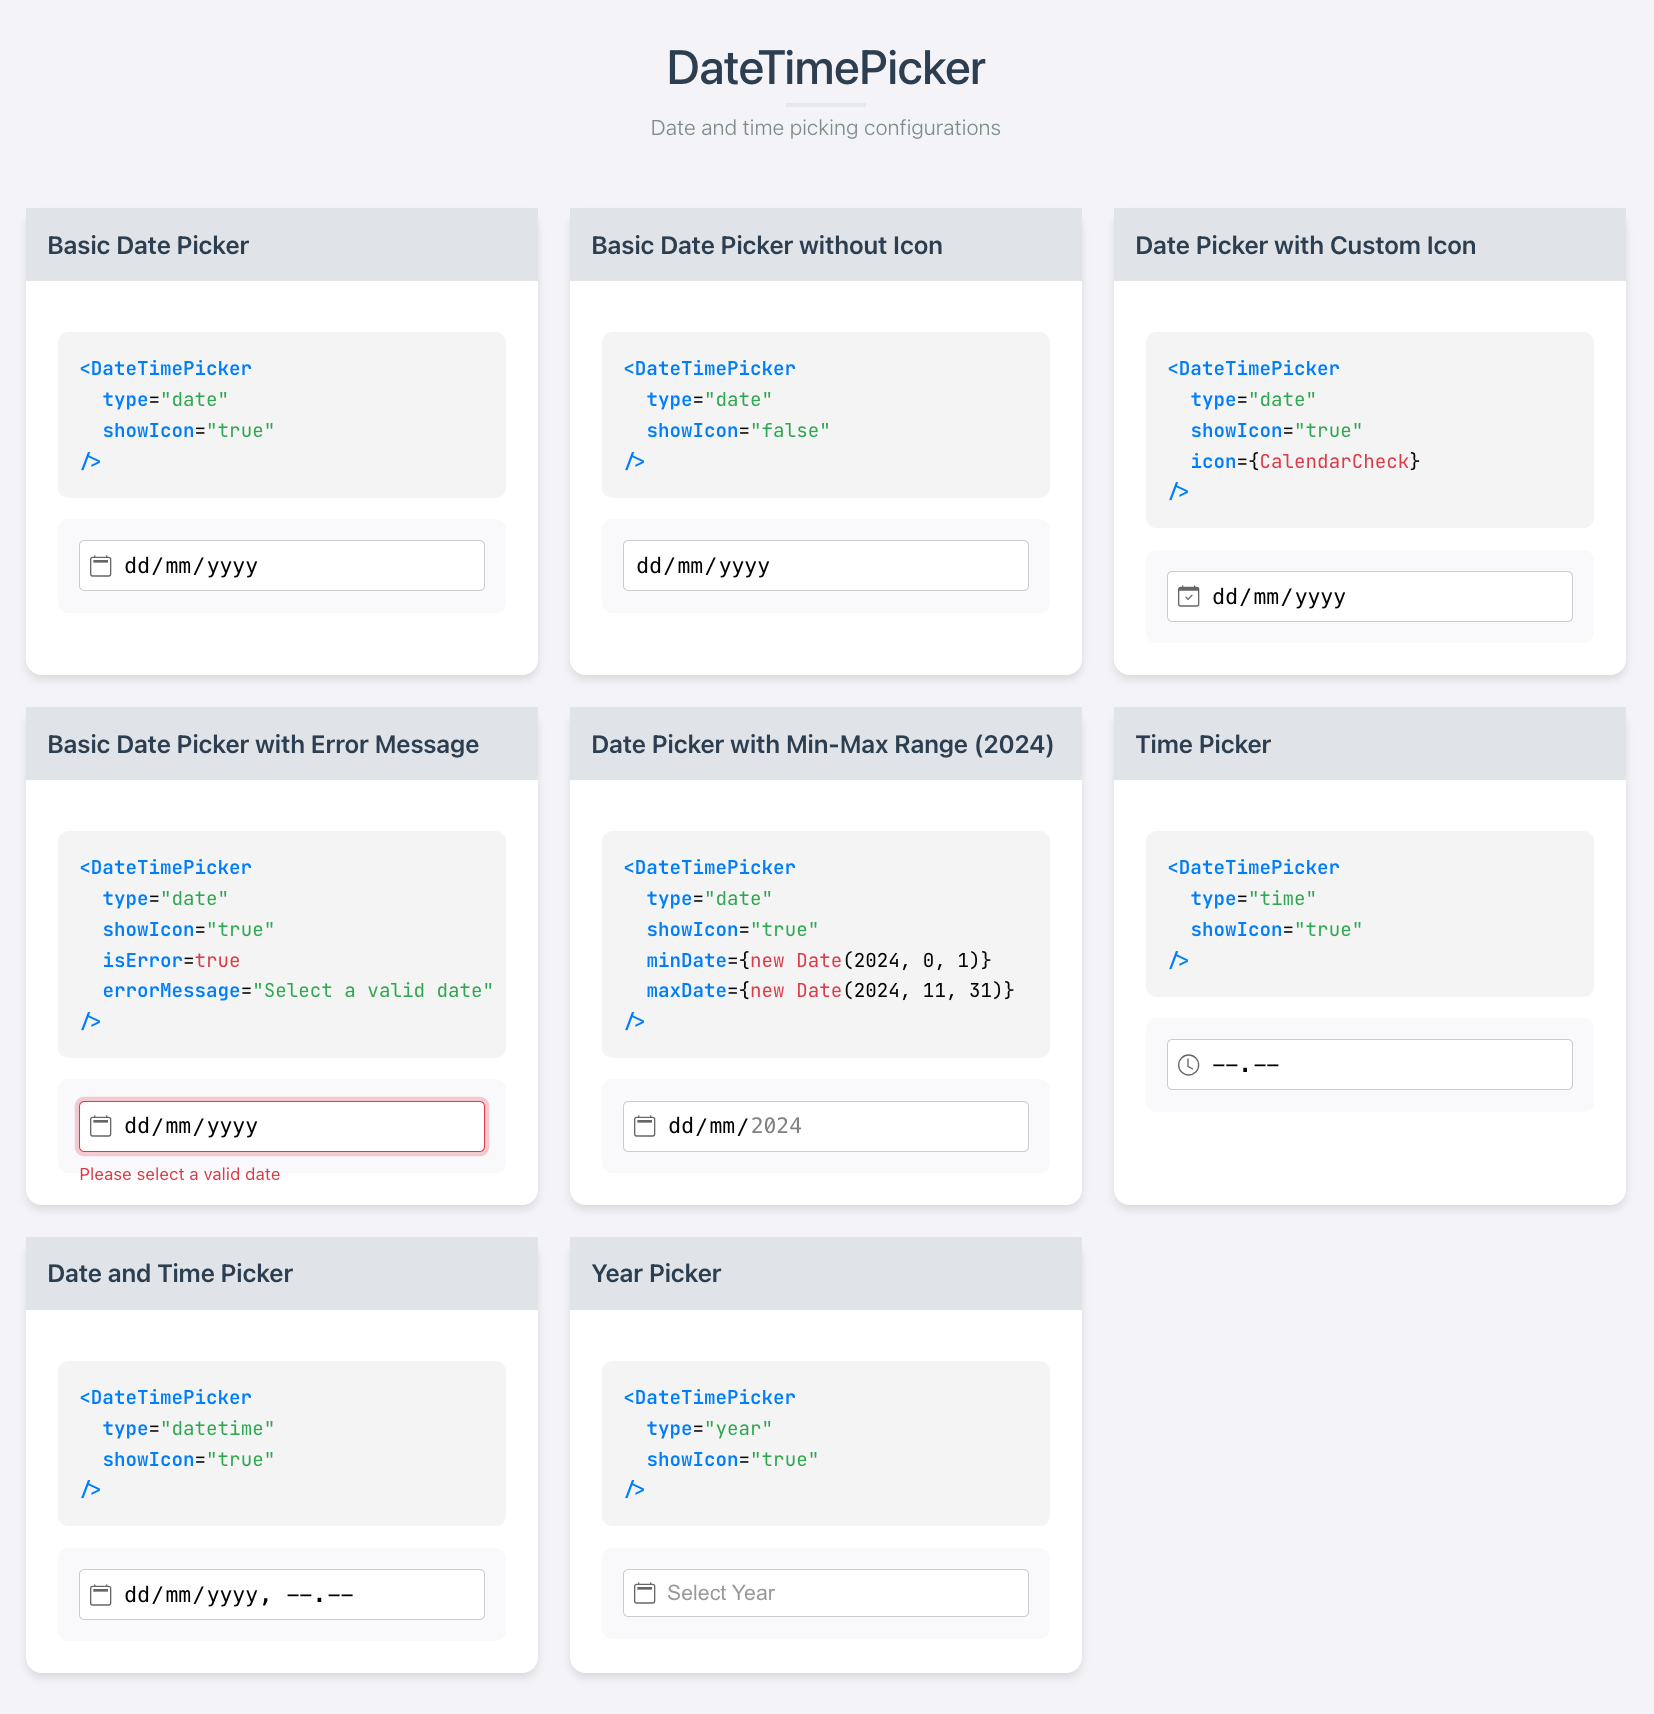 DateTimePicker
Date and time picking configurations
Basic Date Picker
<DateTimePicker
type="date"
showIcon="true"
/>
dd/mm/yyyy
Basic Date Picker without Icon
<DateTimePicker
type="date"
showIcon="false"
/>
dd/mm/yyyy
Date Picker with Custom Icon
<DateTimePicker
type="date"
showIcon="true"
icon={CalendarCheck}
/>
dd/mm/yyyy
Basic Date Picker with Error Message
<DateTimePicker
type="date"
showIcon="true"
isError=true
errorMessage="Select a valid date"
/>
dd/mm/yyyy
Please select a valid date
Date Picker with Min-Max Range (2024)
<DateTimePicker
type="date"
showIcon="true"
minDate={new Date(2024, 0, 1)}
maxDate={new Date(2024, 11, 31)}
/>
dd/mm/2024
Time Picker
<DateTimePicker
type="time"
showIcon="true"
/>
--.--
Date and Time Picker
<DateTimePicker
type="datetime"
showIcon="true"
/>
dd/mm/yyyy, --.--
Year Picker
<DateTimePicker
type="year"
showIcon="true"
/>
Select Year